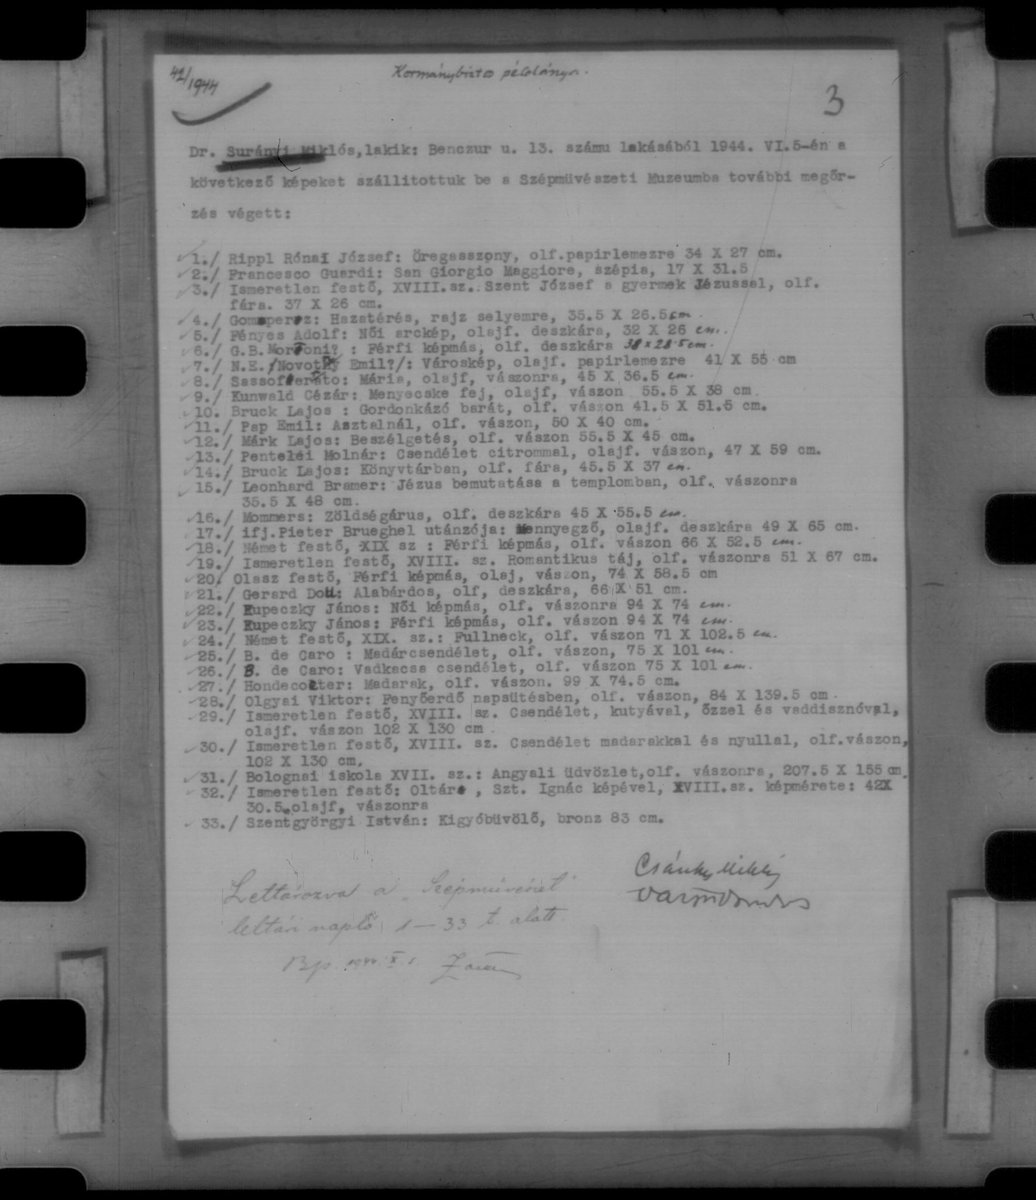 42/1944
Kormánybiztos példánya.
3
Dr. Surányi Miklós, lakik: Benczur u. 13. számu lakásából 1944. VI.5-én a
következő képeket szállitottuk be a Szépmüvészeti Muzeumba további megőr-
zés végett:
1./ Rippl Rónai József: Öregasszony, olf.papirlemezre 34 X 27 cm.
2./ Francesco Guardi: San Giorgio Maggiore, szépia, 17 X 31.5
3./ Ismeretlen festő, XVIII.sz. Szent József a gyermek Jézussal, olf.
fára. 37 X 26 cm.
4./ Gomaperez: Hazatérés, rajz selyemre, 35.5 X 26.5 cm.
5./ Fényes Adolf: Női arckép, olajf. deszkára, 32 X 26 cm.
6./ G.B. Moroni? : Férfi képmás, olf. deszkára 38 x 28.5 cm.
7./ N.E. /Novotny Emil?/: Városkép, olajf. papirlemezre 41 X 55 cm
8./ Sassoferrato: Mária, olajf, vászonra, 45 X 36.5 cm.
9./ Kunwald Cézár: Menyecske fej, olajf, vászon 55.5 X 38 cm.
10. Bruck Lajos : Gordonkázó barát, olf. vászon 41.5 X 51.5 cm.
11./ Pap Emil: Asztalnál, olf. vászon, 50 X 40 cm.
12./ Márk Lajos: Beszélgetés, olf. vászon 55.5 X 45 cm.
13./ Pentelei Molnár: Csendélet citrommal, olajf. vászon, 47 X 59 cm.
14./ Bruck Lajos: Könyvtárban, olf. fára, 45.5 X 37 cm.
15./ Leonhard Bramer: Jézus bemutatása a templomban, olf. vászonra
35.5 X 48 cm.
16./ Mommers: Zöldségárus, olf. deszkára 45 X 55.5 cm.
17./ ifj.Pieter Brueghel utánzója: Mennyegző, olajf. deszkára 49 X 65 cm.
18./ Német festő, XIX sz : Férfi képmás, olf. vászon 66 X 52.5 cm.
19./ Ismeretlen festő, XVIII. sz. Romantikus táj, olf. vászonra 51 X 67 cm.
20/ Olasz festő, Férfi képmás, olaj, vászon, 74 X 58.5 cm
21./ Gerard Dou: Alabárdos, olf, deszkára, 66 X 51 cm.
22./ Kupeczky János: Női képmás, olf. vászonra 94 X 74 cm.
23./ Kupeczky János: Férfi képmás, olf. vászon 94 X 74 cm.
24./ Német festő, XIX. sz.: Fullneck, olf. vászon 71 X 102.5 cm.
25./ B. de Caro : Madárcsendélet, olf. vászon, 75 X 101 cm.
26./ B. de Caro: Vadkacsa csendélet, olf. vászon 75 X 101 cm.
27./ Hondecoeter: Madarak, olf. vászon. 99 X 74.5 cm.
28./ Olgyai Viktor: Fenyőerdő napsütésben, olf. vászon, 84 X 139.5 cm.
29./ Ismeretlen festő, XVIII. sz. Csendélet, kutyával, őzzel és vaddisznóval,
olajf. vászon 102 X 130 cm.
30./ Ismeretlen festő, XVIII. sz. Csendélet madarakkal és nyullal, olf.vászon,
102 X 130 cm.
31./ Bolognai iskola XVII. sz.: Angyali üdvözlet,olf. vászonra, 207.5 X 155 cm.
32./ Ismeretlen festő: Oltár , Szt. Ignác képével, XVIII.sz. képmérete: 42X
30.5. olajf, vászonra
33./ Szentgyörgyi István: Kigyóbüvölő, bronz 83 cm.
Csánky Miklós
Leltározva a „Szépművészet"
leltári napló 1 — 33 t. alatt.
Bp. 1944. X. 1.